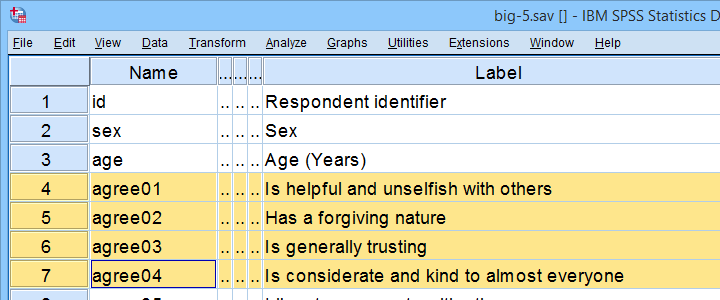 big-5.sav [] - IBM SPSS Statistics D
File Edit View Data Transform Analyze Graphs Utilities Extensions Window Help
Name ... ... ... Label
1 id .. .. .. Respondent identifier
2 sex .. .. .. Sex
3 age .. .. .. Age (Years)
4 agree01 .. .. .. Is helpful and unselfish with others
5 agree02 .. .. .. Has a forgiving nature
6 agree03 .. .. .. Is generally trusting
7 agree04 .. .. .. Is considerate and kind to almost everyone